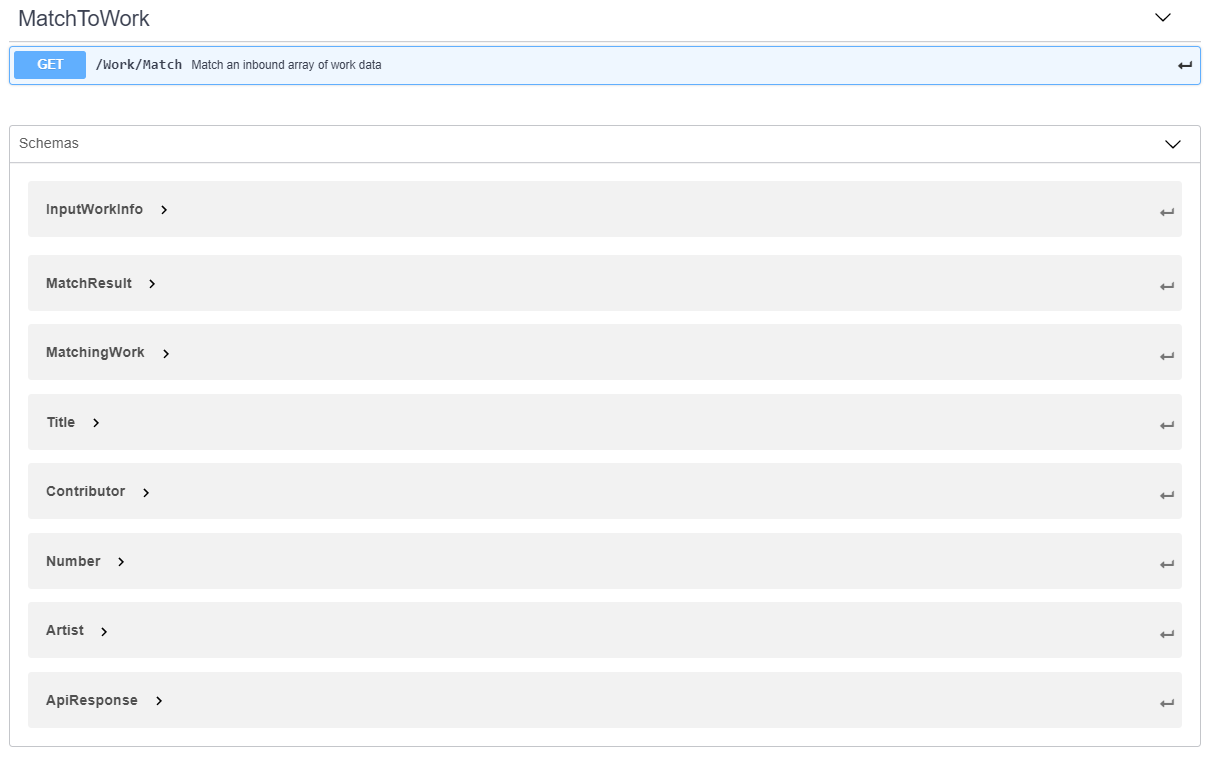 MatchToWork
GET /Work/Match Match an inbound array of work data
Schemas
InputWorkInfo
MatchResult
MatchingWork
Title
Contributor
Number
Artist
ApiResponse